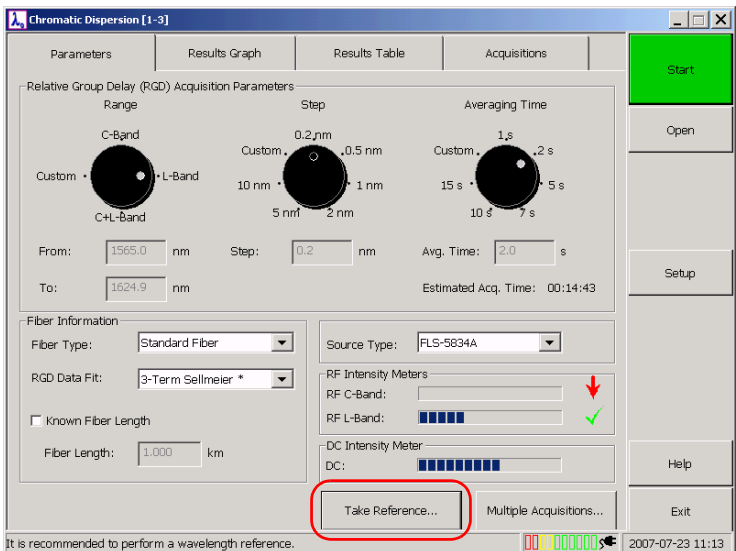 Chromatic Dispersion [1-3]
Parameters
Results Graph
Results Table
Acquisitions
Start
Open
Setup
Help
Exit
Relative Group Delay (RGD) Acquisition Parameters
Range
Step
Averaging Time
C-Band
L-Band
C+L-Band
Custom
0.2 nm
.5 nm
1 nm
2 nm
5 nm
10 nm
Custom
1 s
2 s
5 s
7 s
10 s
15 s
Custom
From: 1565.0 nm
Step: 0.2 nm
Avg. Time: 2.0 s
To: 1624.9 nm
Estimated Acq. Time: 00:14:43
Fiber Information
Fiber Type: Standard Fiber
RGD Data Fit: 3-Term Sellmeier *
Known Fiber Length
Fiber Length: 1.000 km
Source Type: FLS-5834A
RF Intensity Meters
RF C-Band:
RF L-Band:
DC Intensity Meter
DC:
Take Reference...
Multiple Acquisitions...
It is recommended to perform a wavelength reference.
2007-07-23 11:13